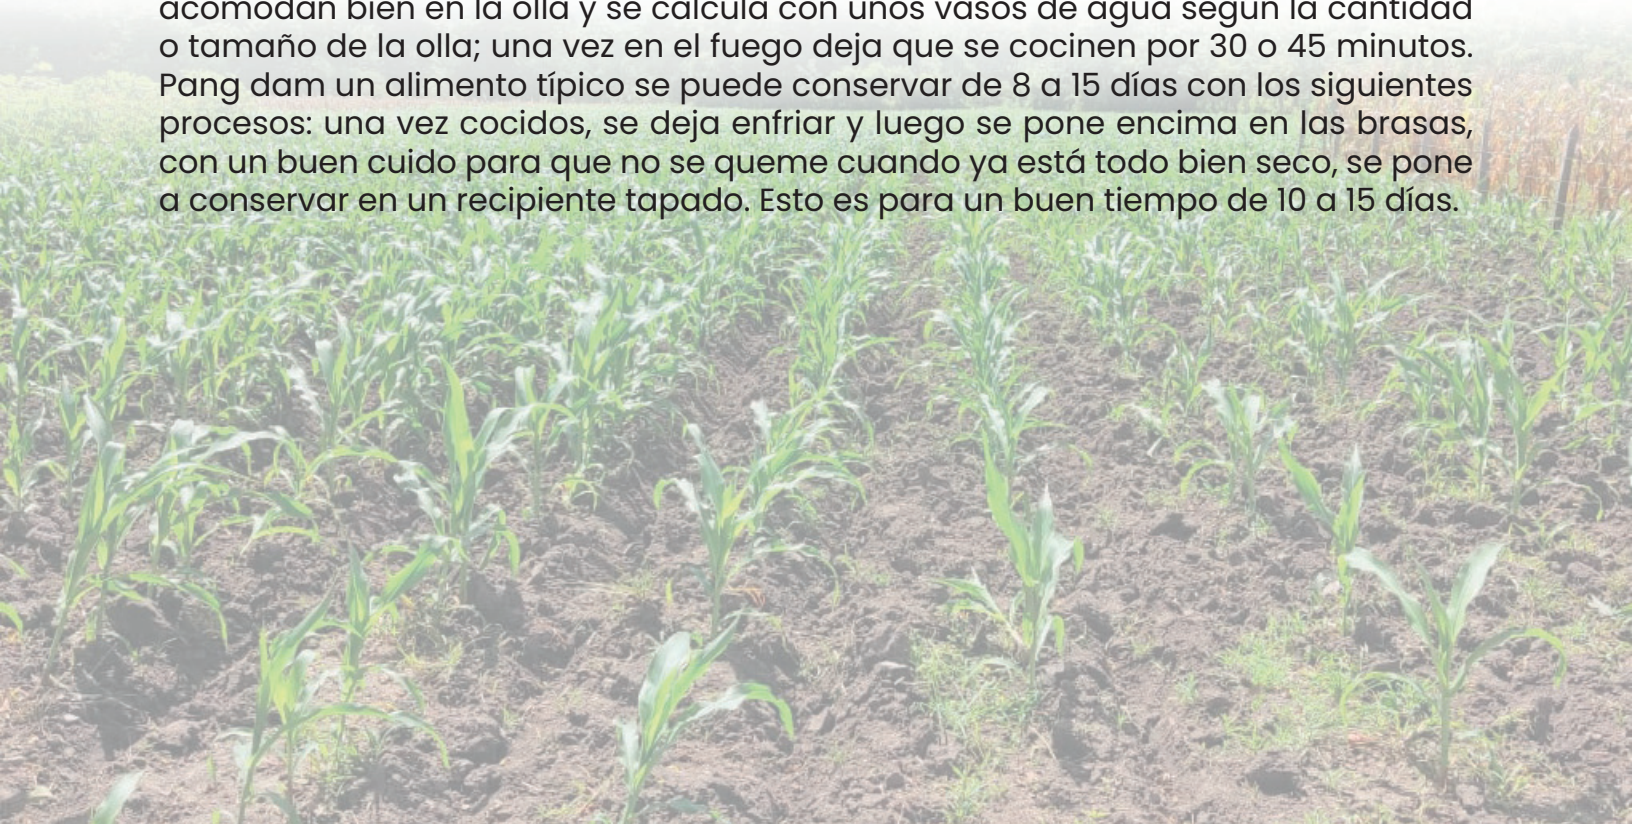 acomodan bien en la olla y se calcula con unos vasos de agua según la cantidad
o tamaño de la olla; una vez en el fuego deja que se cocinen por 30 o 45 minutos.
Pang dam un alimento típico se puede conservar de 8 a 15 días con los siguientes
procesos: una vez cocidos, se deja enfriar y luego se pone encima en las brasas,
con un buen cuido para que no se queme cuando ya está todo bien seco, se pone
a conservar en un recipiente tapado. Esto es para un buen tiempo de 10 a 15 días.